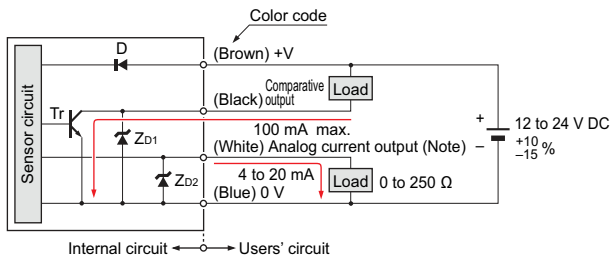 Color code
D
(Brown) +V
Sensor circuit
Tr
Comparative
output
Load
(Black)
ZD1
100 mA max.
(White) Analog current output (Note)
+
−
12 to 24 V DC
+10
−15 %
ZD2
4 to 20 mA
Load
0 to 250 Ω
(Blue) 0 V
Internal circuit
Users' circuit